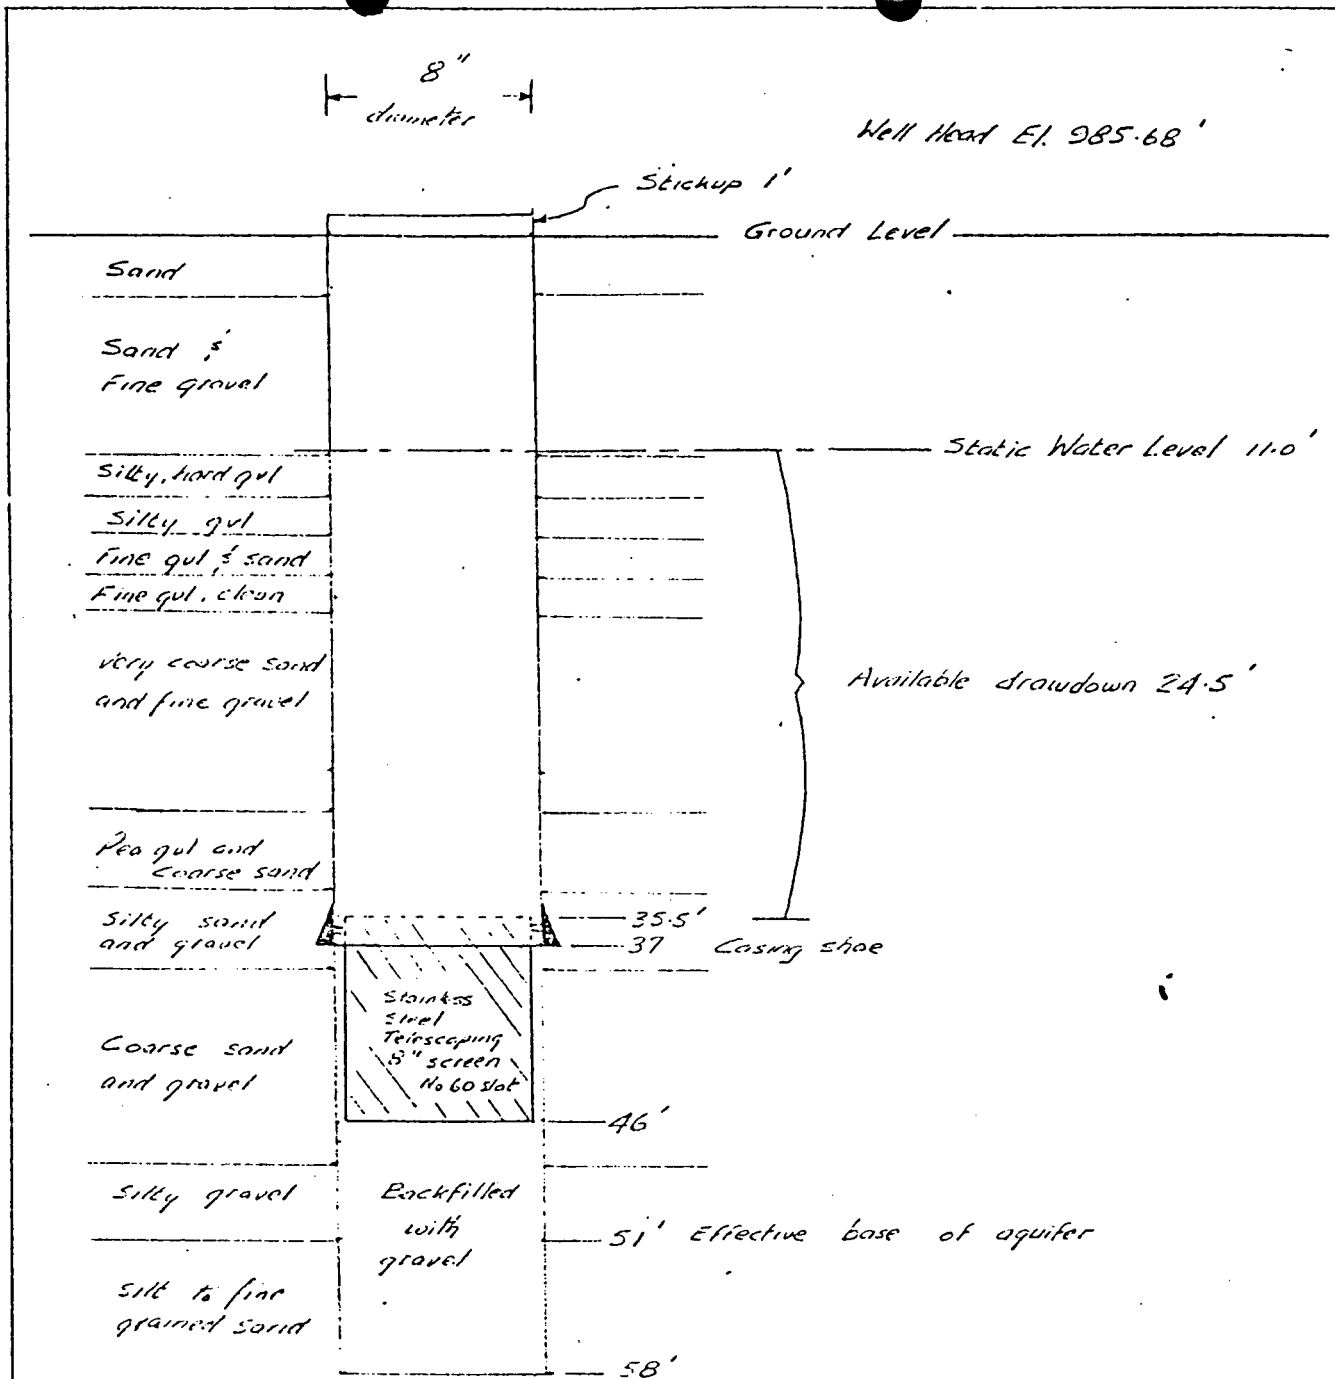 8"
diameter
Well Head El. 985.68'
Stickup 1'
Ground Level
Sand
Sand &
Fine gravel
Static Water Level 11.0'
Silty, hard gvl
Silty gvl
Fine gvl & sand
Fine gvl. clean
very coarse sand
and fine gravel
Available drawdown 24.5'
Pea gvl and
coarse sand
Silty sand
and gravel
35.5'
37 Casing shoe
Stainless
Steel
Telescoping
8" screen
No 60 slot
Coarse sand
and gravel
46'
Silty gravel
Backfilled
with
gravel
51' Effective base of aquifer
Silt to fine
grained sand
58'